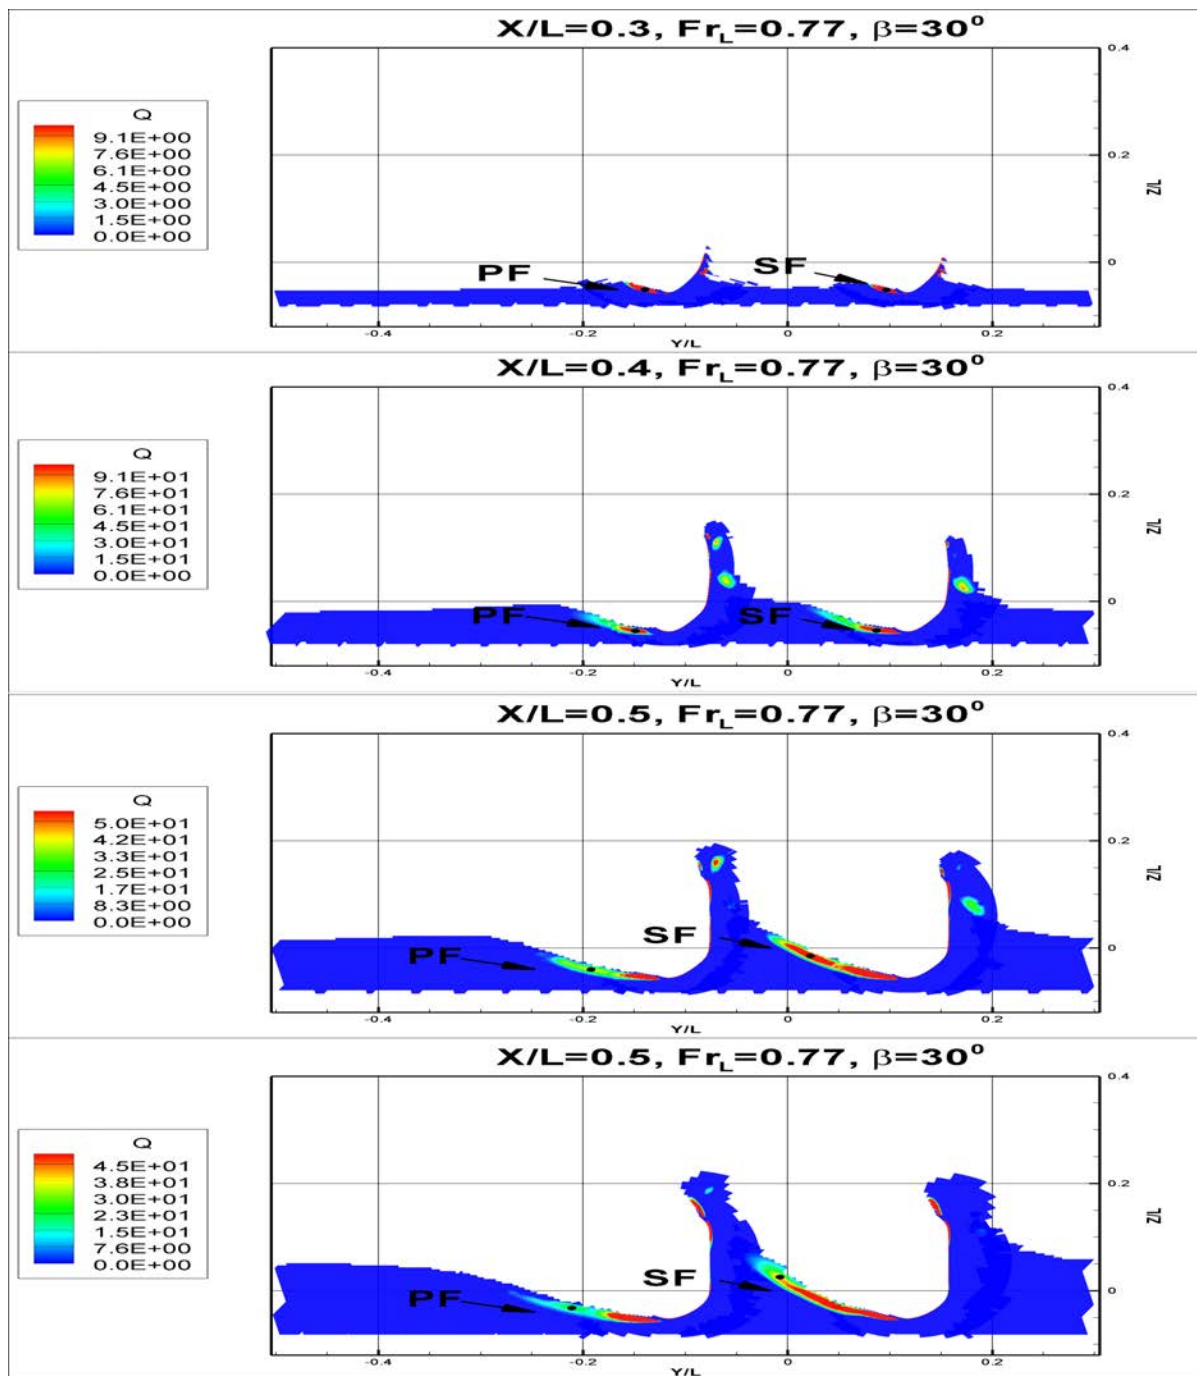 X/L=0.3, FrL=0.77, β=30⁰
0.4
Q
9.1E+00
7.6E+00
6.1E+00
4.5E+00
3.0E+00
1.5E+00
0.0E+00
0.2
Z/L
0
PF
SF
-0.4
-0.2
0
0.2
Y/L
X/L=0.4, FrL=0.77, β=30⁰
0.4
Q
9.1E+01
7.6E+01
6.1E+01
4.5E+01
3.0E+01
1.5E+01
0.0E+00
0.2
Z/L
0
PF
SF
-0.4
-0.2
0
0.2
Y/L
X/L=0.5, FrL=0.77, β=30⁰
0.4
Q
5.0E+01
4.2E+01
3.3E+01
2.5E+01
1.7E+01
8.3E+00
0.0E+00
0.2
Z/L
0
PF
SF
-0.4
-0.2
0
0.2
Y/L
X/L=0.5, FrL=0.77, β=30⁰
0.4
Q
4.5E+01
3.8E+01
3.0E+01
2.3E+01
1.5E+01
7.6E+00
0.0E+00
0.2
Z/L
0
PF
SF
-0.4
-0.2
0
0.2
Y/L